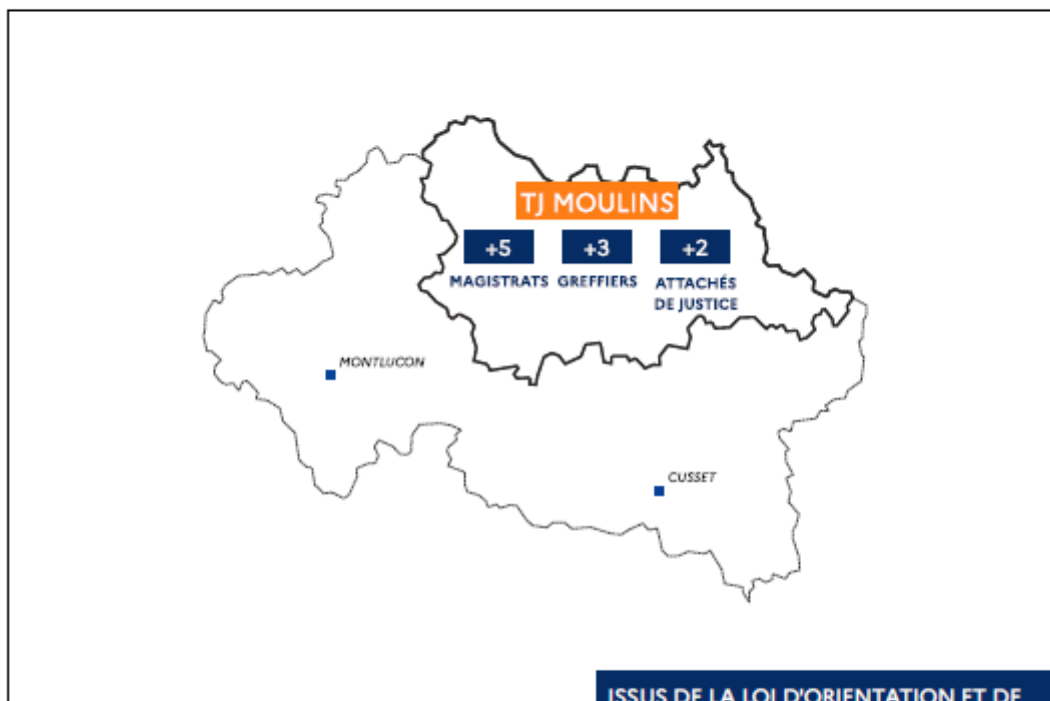 TJ MOULINS
+5
+3
+2
MAGISTRATS
GREFFIERS
ATTACHÉS
DE JUSTICE
MONTLUCON
CUSSET
ISSUS DE LA LOI D'ORIENTATION ET DE